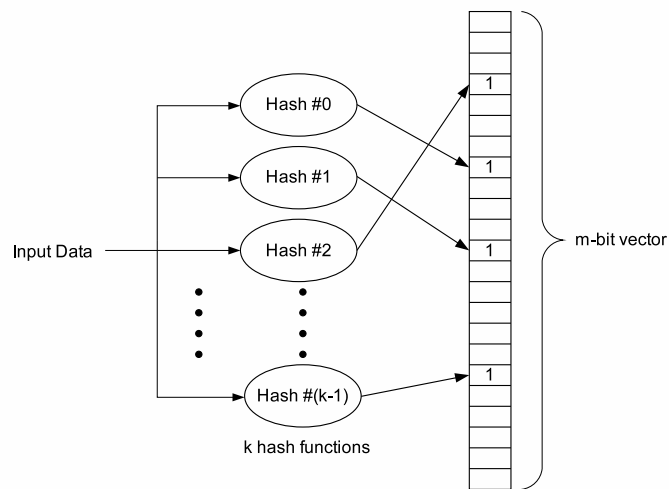 1
Hash #0
1
Hash #1
Input Data
Hash #2
1
m-bit vector
1
Hash #(k-1)
k hash functions